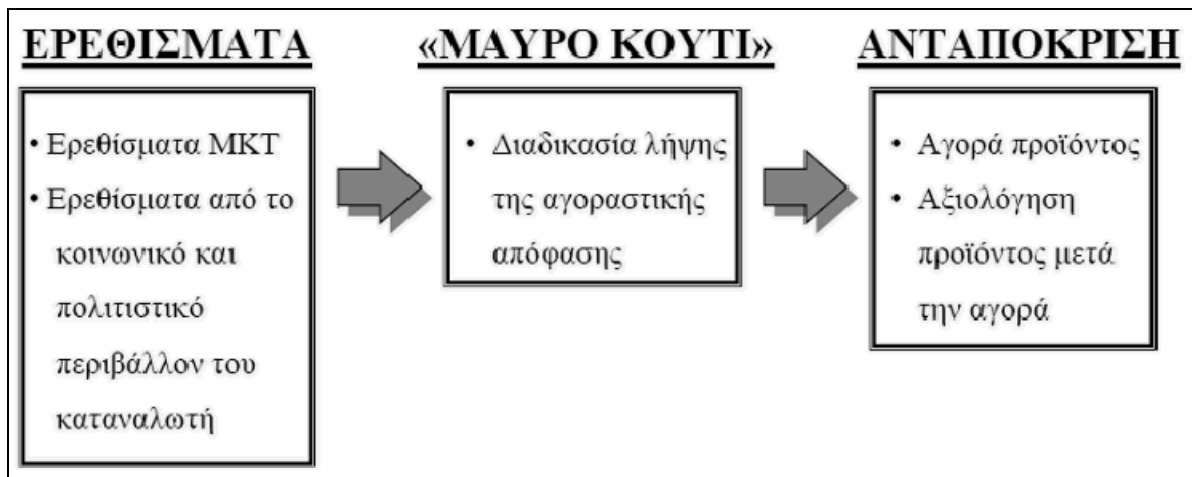 ΕΡΕΘΙΣΜΑΤΑ
• Ερεθίσματα ΜΚΤ
• Ερεθίσματα από το
κοινωνικό και
πολιτιστικό
περιβάλλον του
καταναλωτή
«ΜΑΥΡΟ ΚΟΥΤΙ»
• Διαδικασία λήψης
της αγοραστικής
απόφασης
ΑΝΤΑΠΟΚΡΙΣΗ
• Αγορά προϊόντος
• Αξιολόγηση
προϊόντος μετά
την αγορά